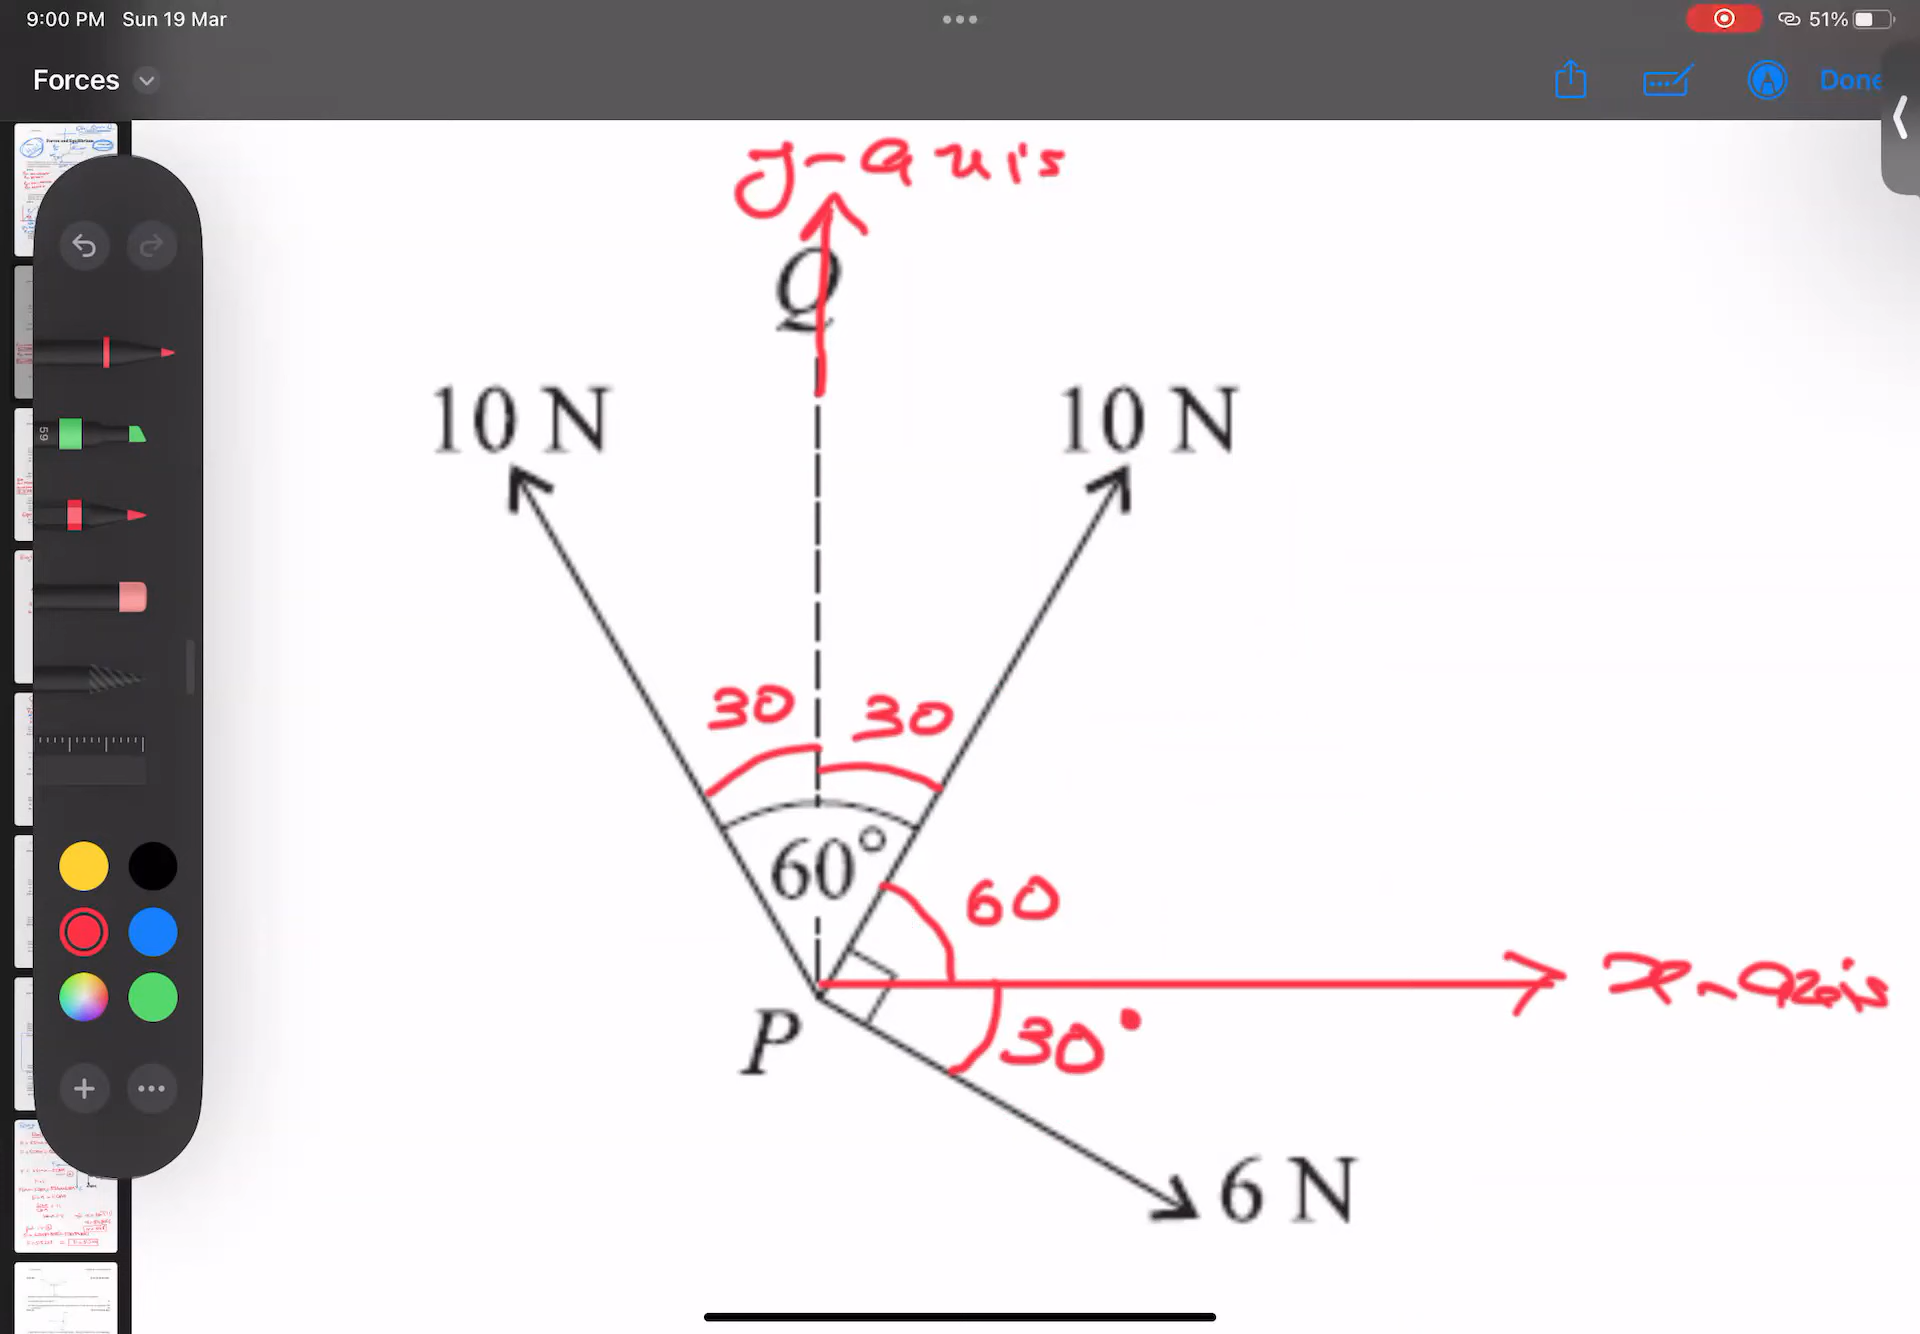 9:00 PM Sun 19 Mar
51%
Forces
Done
y-axis
Q
10 N
10 N
30
30
60°
60
x-axis
P
30°
6 N
59